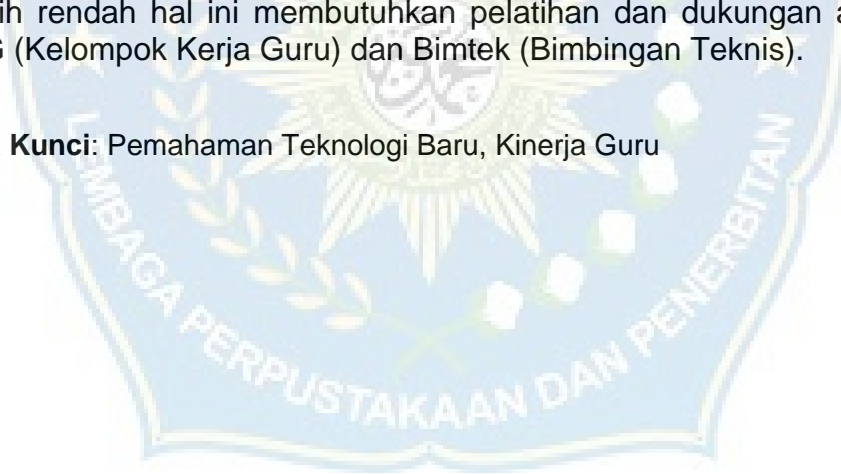 ih rendah hal ini membutuhkan pelatihan dan dukungan a
G (Kelompok Kerja Guru) dan Bimtek (Bimbingan Teknis).
Kunci: Pemahaman Teknologi Baru, Kinerja Guru
LEMBAGA PERPUSTAKAAN DAN PENERBITAN